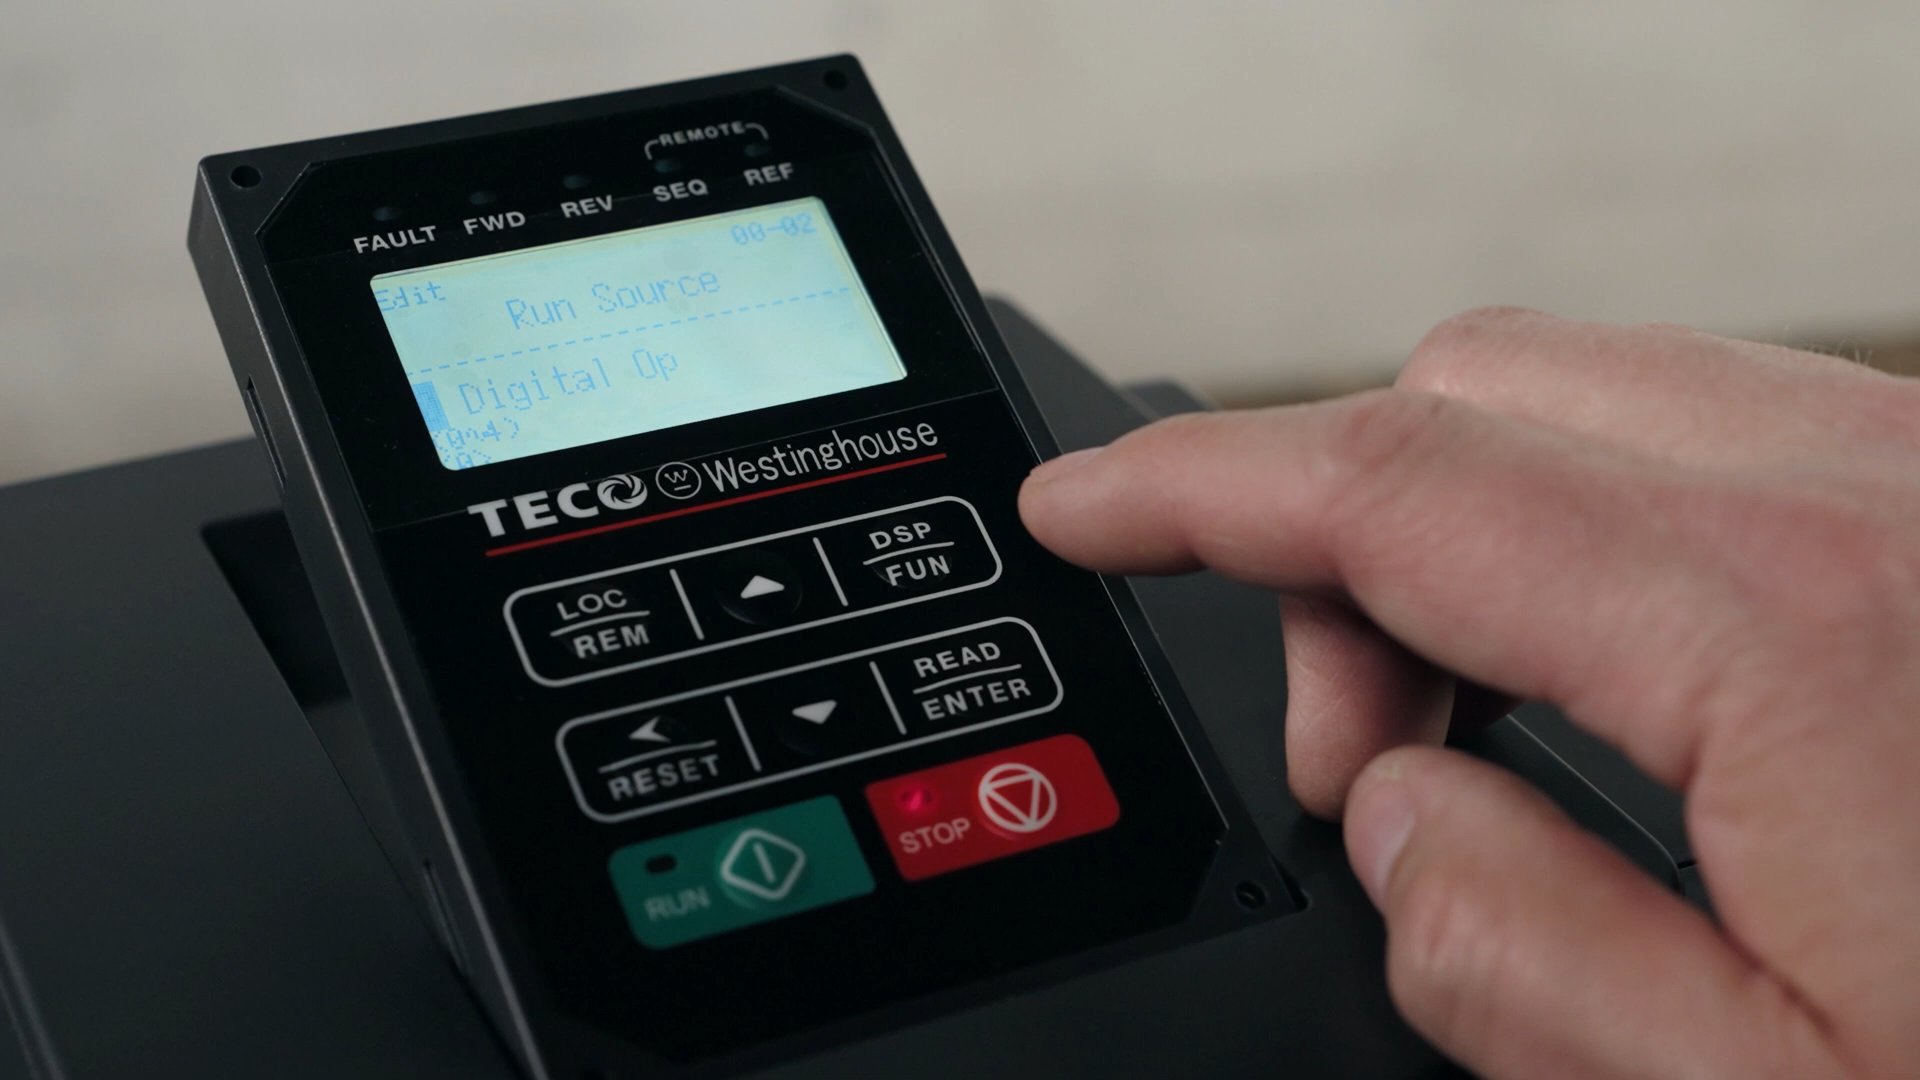 REMOTE
FAULT FWD REV SEQ REF
00-02
Edit
Run Source
Digital Op
TECO Westinghouse
LOC
REM
DSP
FUN
RESET
READ
ENTER
RUN
STOP